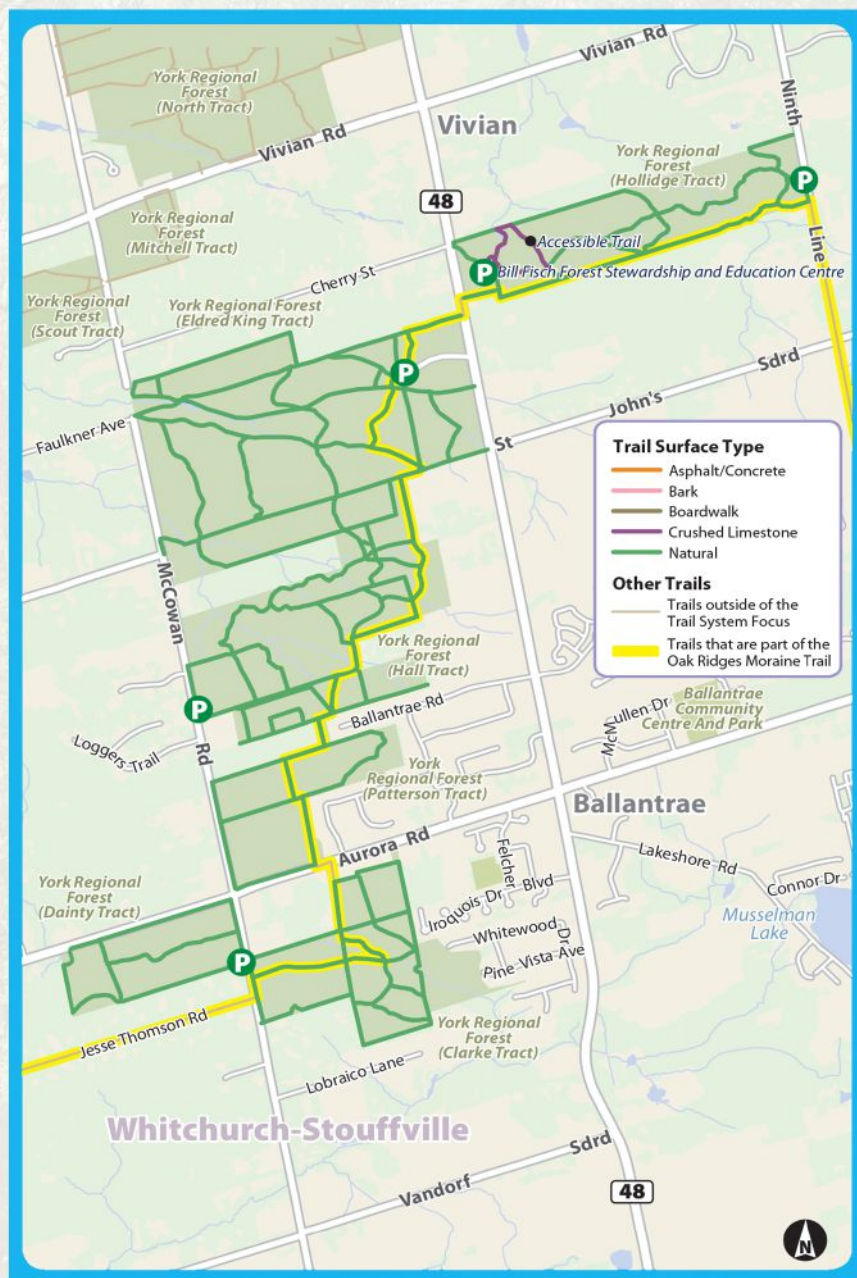 York Regional
Forest
(North Tract)
Vivian Rd
Vivian Rd
Vivian
Ninth
Line
York Regional
Forest
(Hollidge Tract)
P
48
York Regional
Forest
(Mitchell Tract)
Accessible Trail
P
Bill Fisch Forest Stewardship and Education Centre
Cherry St
York Regional
Forest
(Scout Tract)
York Regional Forest
(Eldred King Tract)
P
Faulkner Ave
St John's Sdrd
Trail Surface Type
Asphalt/Concrete
Bark
Boardwalk
Crushed Limestone
Natural
Other Trails
Trails outside of the
Trail System Focus
Trails that are part of the
Oak Ridges Moraine Trail
McCowan
Rd
York Regional
Forest
(Hall Tract)
P
Ballantrae Rd
Loggers Trail
McCullen Dr
Ballantrae
Community
Centre And Park
York
Regional Forest
(Patterson Tract)
Ballantrae
Aurora Rd
Felcher
Blvd
Lakeshore Rd
Connor Dr
Musselman
Lake
York Regional
Forest
(Dainty Tract)
Iroquois Dr
Whitewood
Dr
Pine Vista Ave
P
Jesse Thomson Rd
York Regional
Forest
(Clarke Tract)
Lobraico Lane
Whitchurch-Stouffville
Vandorf Sdrd
48
N